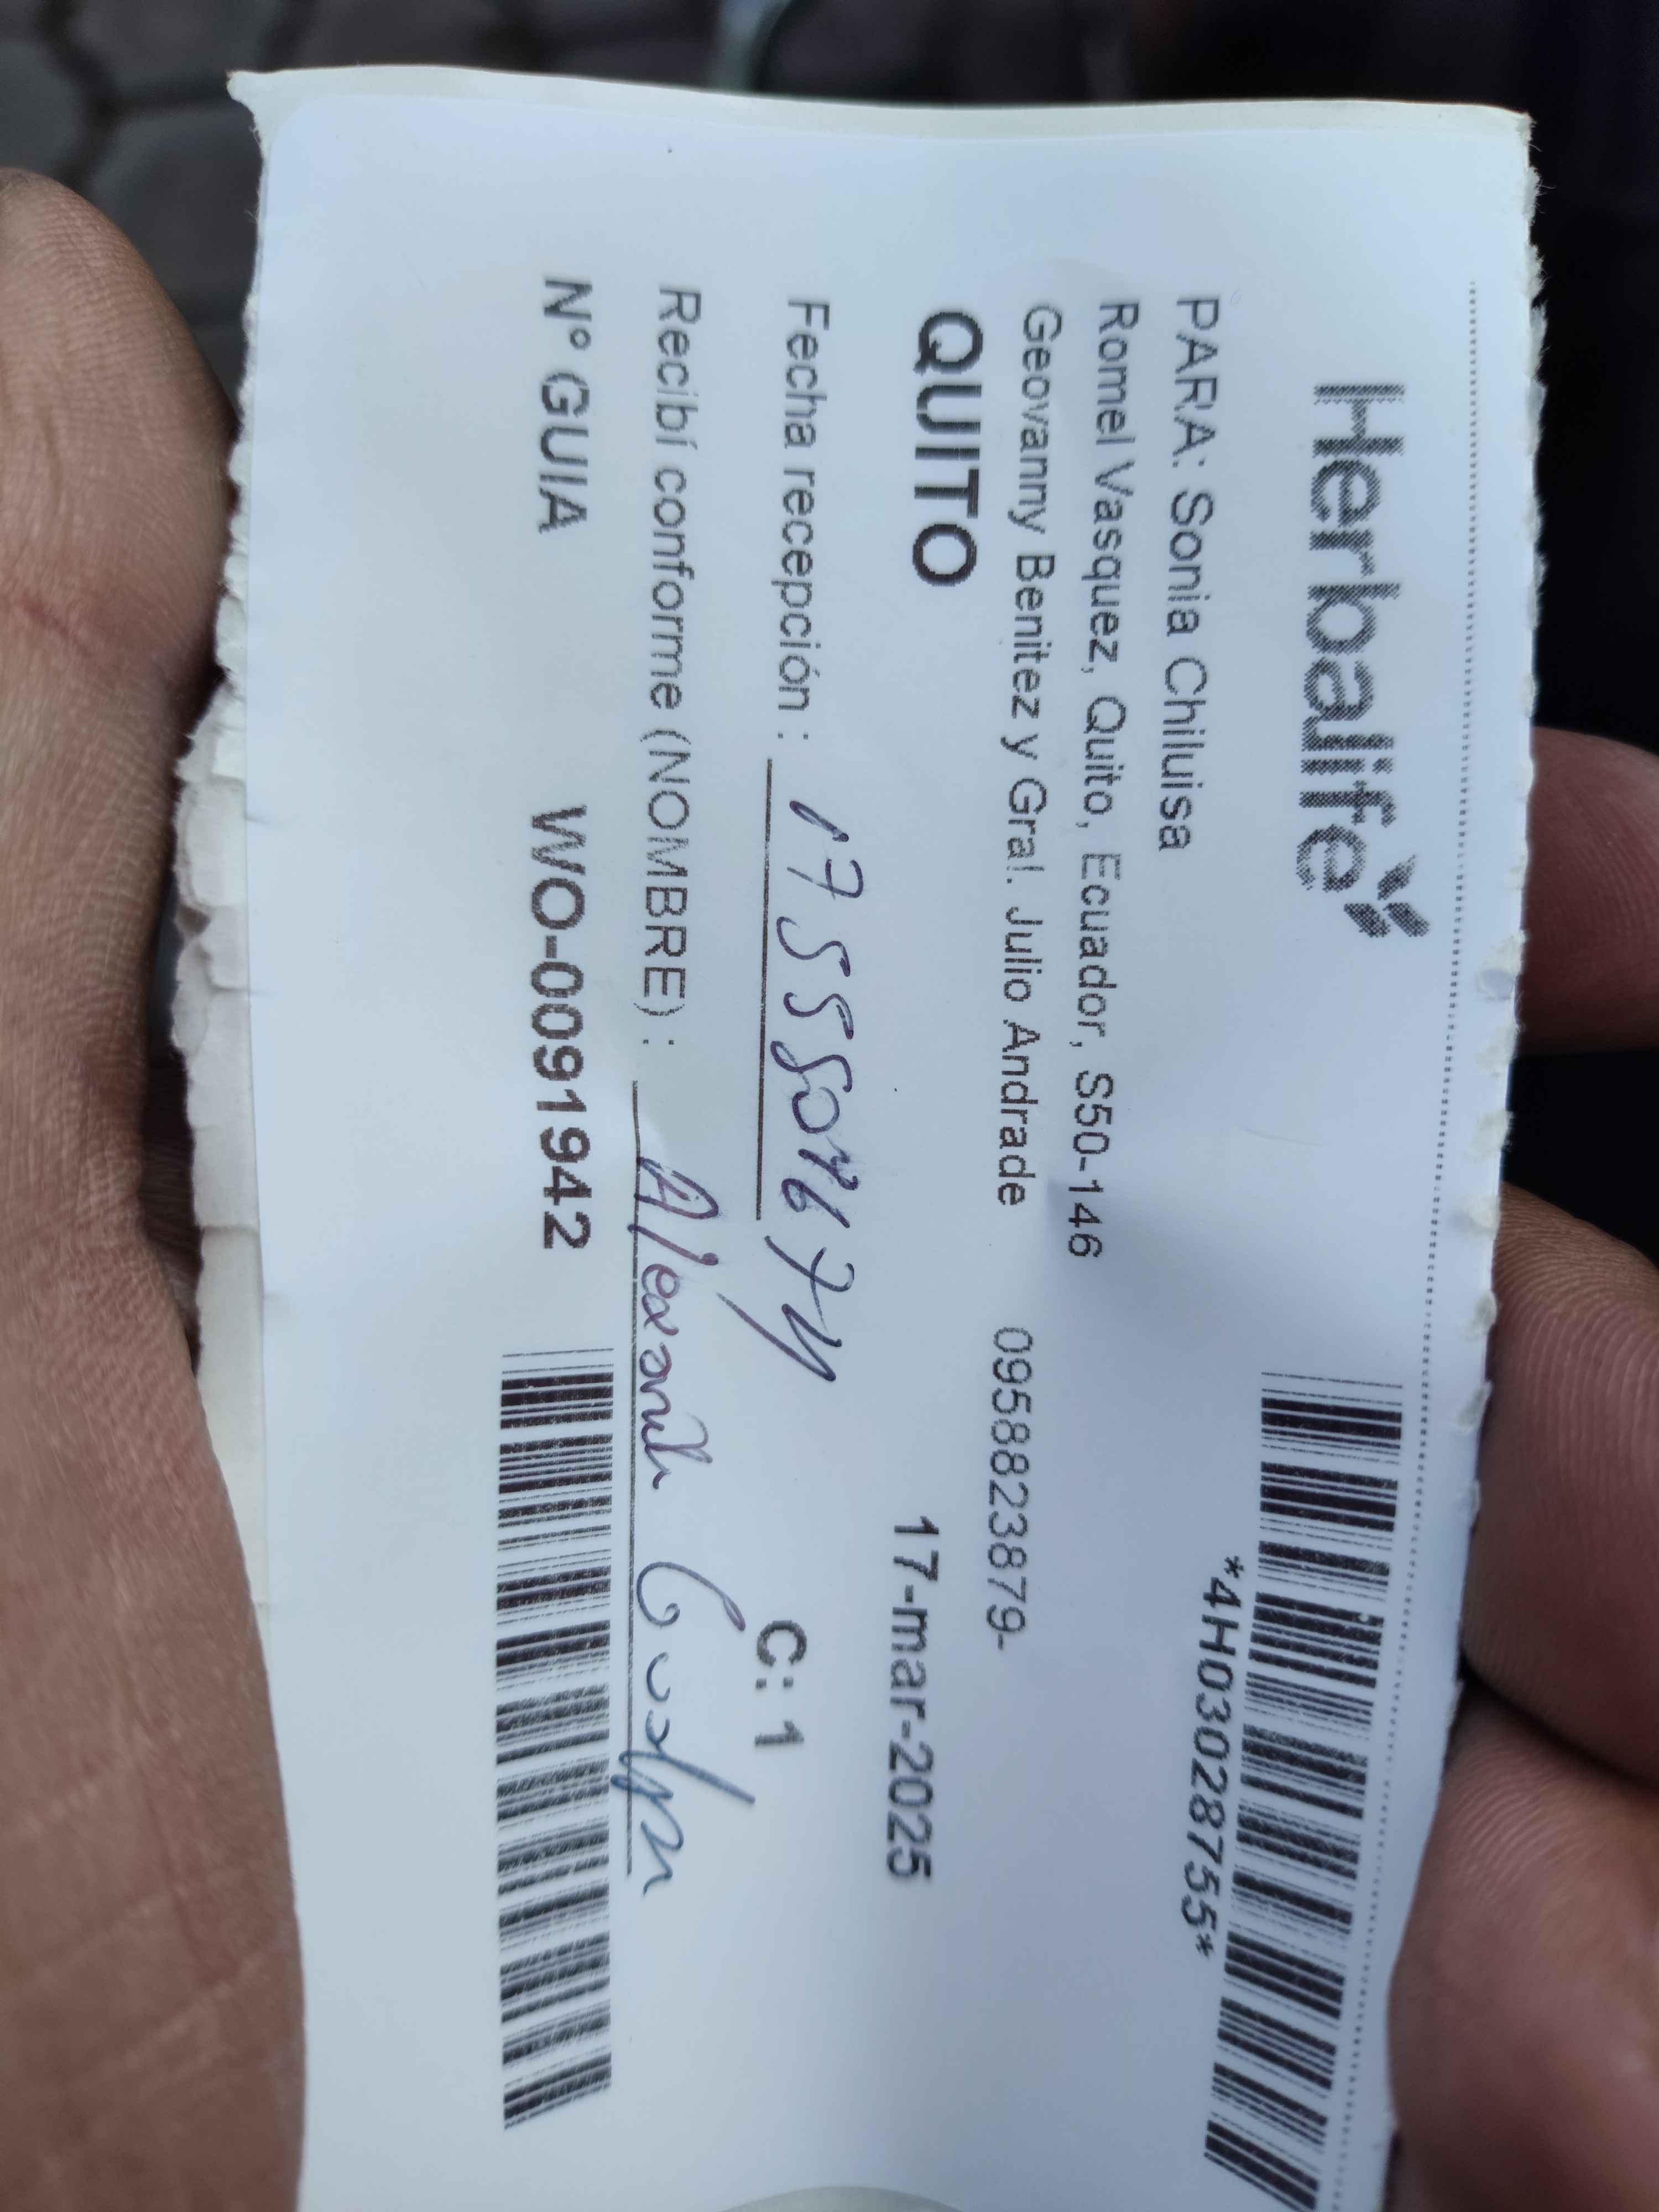 Herbalife
*4H03028755*
PARA: Sonia Chiluisa
Romel Vasquez, Quito, Ecuador, S50-146
Geovanny Benitez y Gral. Julio Andrade 0958823879-
QUITO 17-mar-2025
Fecha recepción :
C: 1
Recibí conforme (NOMBRE) :
N° GUIA WO-0091942